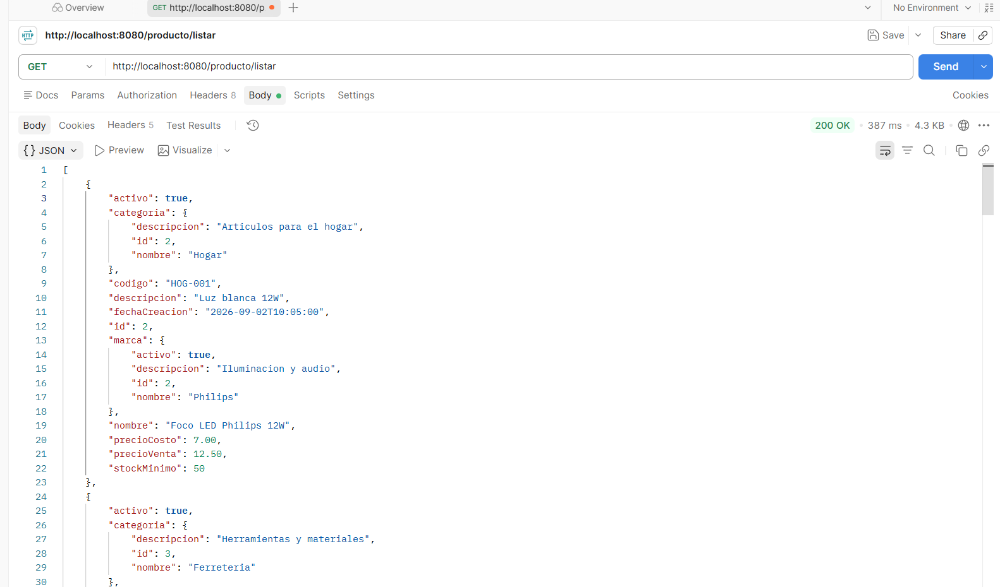 Overview GET http://localhost:8080/p No Environment
HTTP http://localhost:8080/producto/listar Save Share
GET http://localhost:8080/producto/listar Send
Docs Params Authorization Headers 8 Body Scripts Settings Cookies
Body Cookies Headers 5 Test Results 200 OK 387 ms 4.3 KB
{} JSON Preview Visualize
1 [
2 {
3 "activo": true,
4 "categoria": {
5 "descripcion": "Articulos para el hogar",
6 "id": 2,
7 "nombre": "Hogar"
8 },
9 "codigo": "HOG-001",
10 "descripcion": "Luz blanca 12W",
11 "fechaCreacion": "2026-09-02T10:05:00",
12 "id": 2,
13 "marca": {
14 "activo": true,
15 "descripcion": "Iluminacion y audio",
16 "id": 2,
17 "nombre": "Philips"
18 },
19 "nombre": "Foco LED Philips 12W",
20 "precioCosto": 7.00,
21 "precioVenta": 12.50,
22 "stockMinimo": 50
23 },
24 {
25 "activo": true,
26 "categoria": {
27 "descripcion": "Herramientas y materiales",
28 "id": 3,
29 "nombre": "Ferreteria"
30 },